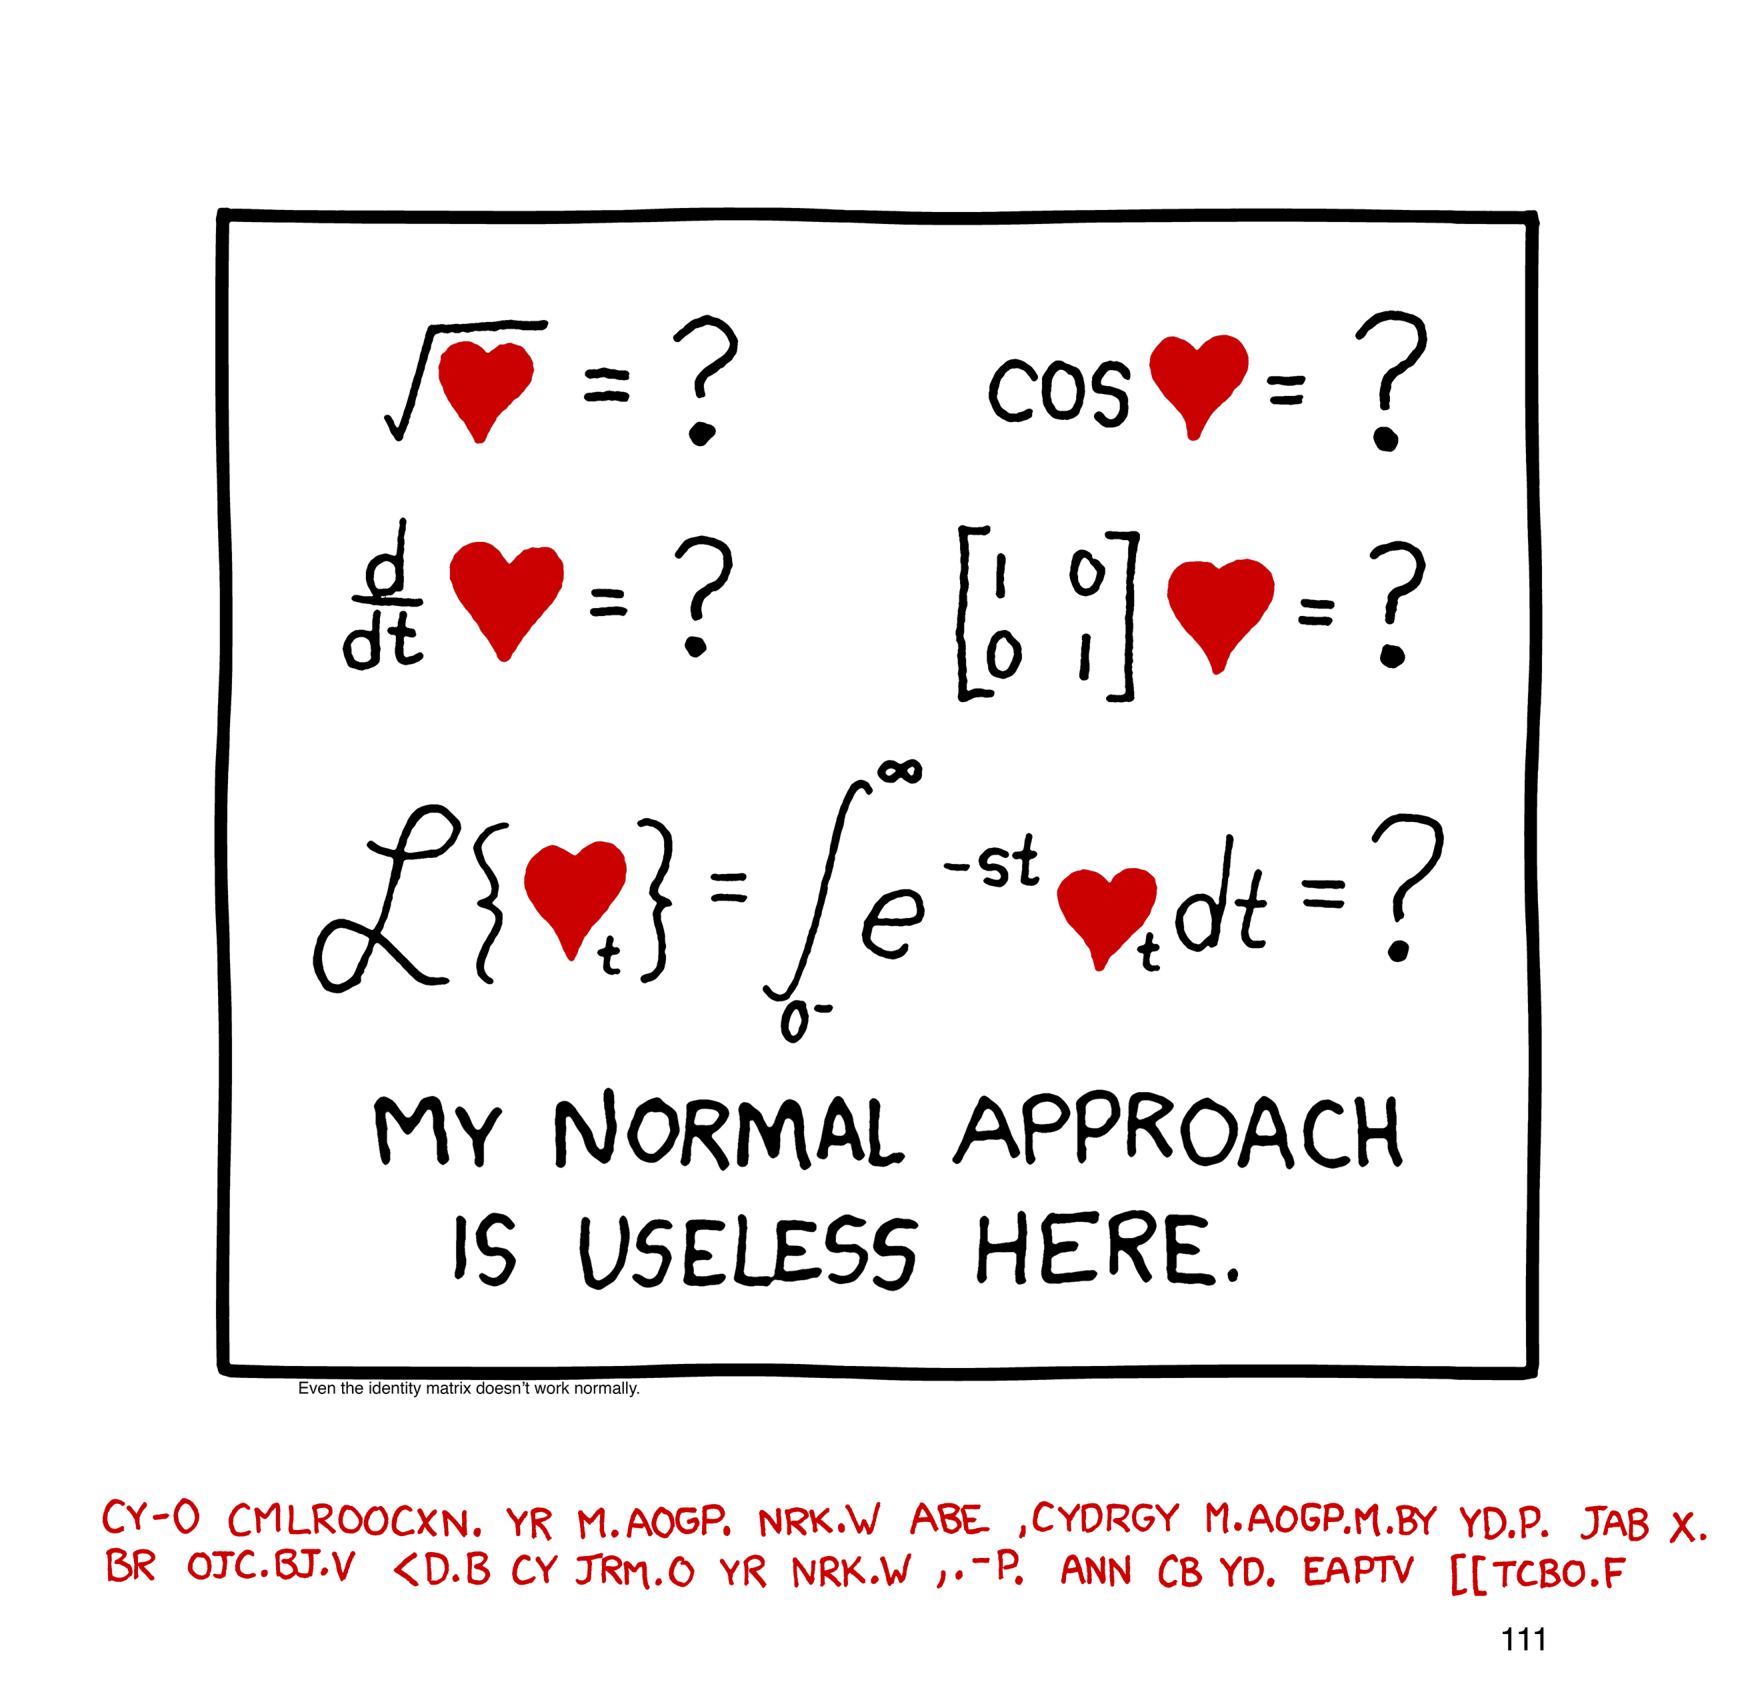 √♥ = ?
cos ♥ = ?
d/dt ♥ = ?
[1 0; 0 1] ♥ = ?
ℒ{♥t} = ∫0⁻^∞ e^-st ♥t dt = ?
MY NORMAL APPROACH
IS USELESS HERE.
Even the identity matrix doesn't work normally.
CY-O CMLROOCXN. YR M.AOGP. NRK.W ABE ,CYDRGY M.AOGP.M.BY YD.P. JAB X.
BR OJC.BJ.V <D.B CY JRM.O YR NRK.W ,.-P. ANN CB YD. EAPTV [[TCBO.F
111